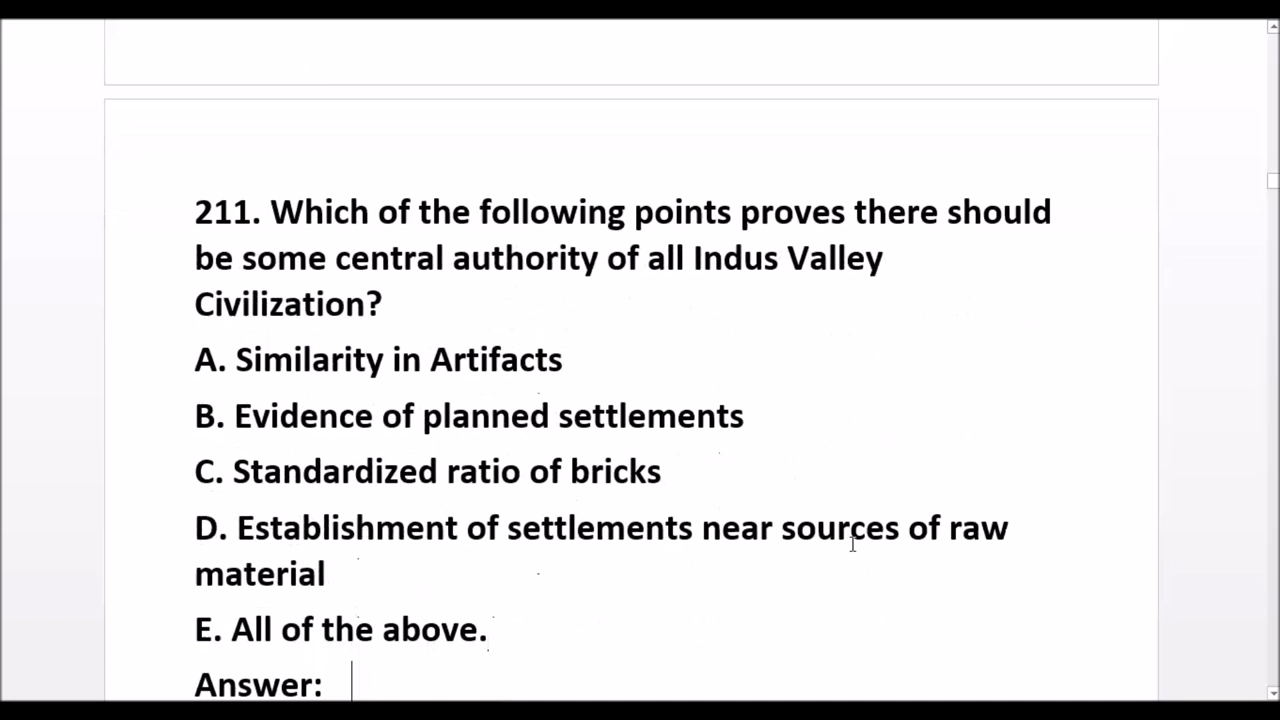 211. Which of the following points proves there should
be some central authority of all Indus Valley
Civilization?
A. Similarity in Artifacts
B. Evidence of planned settlements
C. Standardized ratio of bricks
D. Establishment of settlements near sources of raw
material
E. All of the above.
Answer: